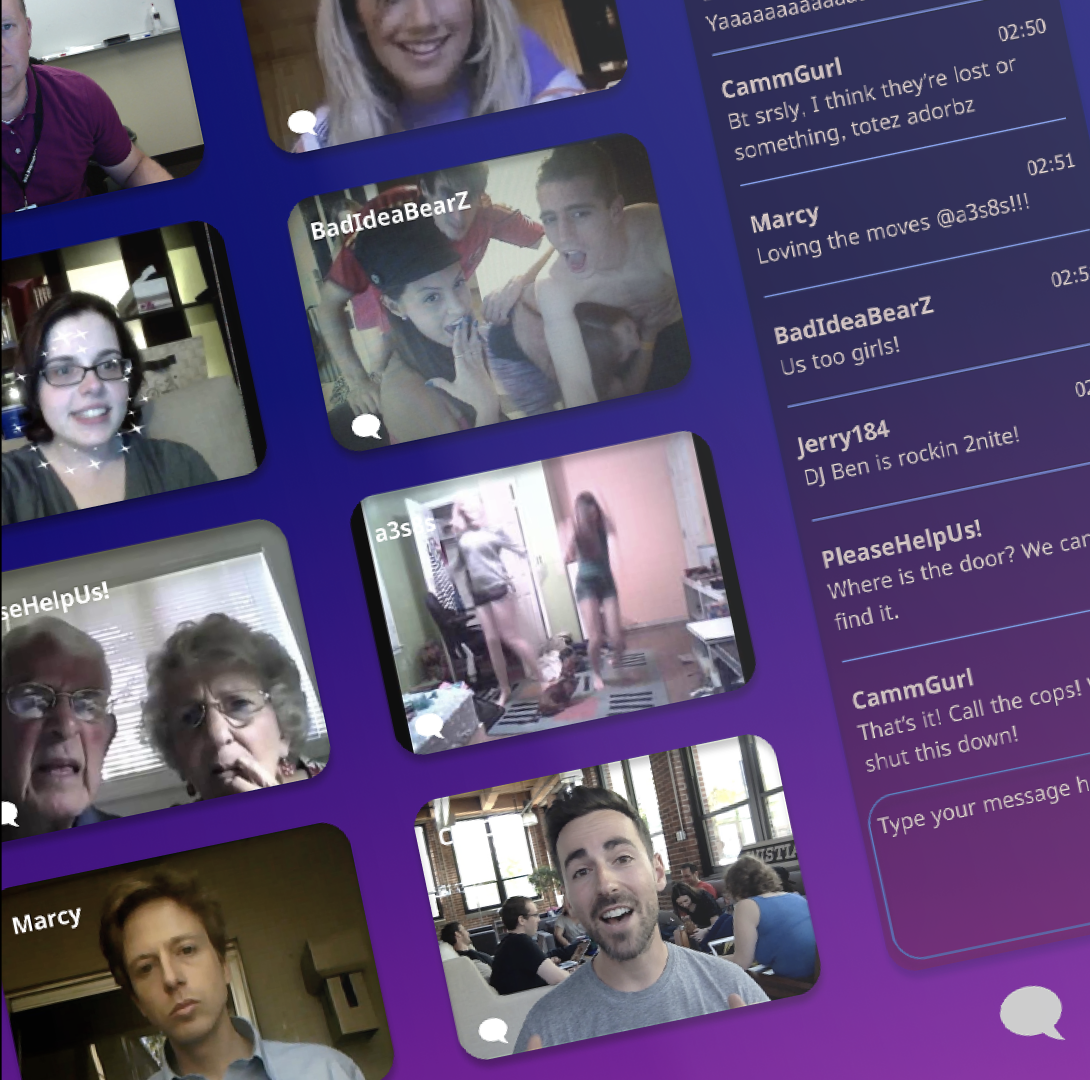 BadIdeaBearZ
seHelpUs!
a3s8s
Marcy
C
Yaaaaaaaaaaaaa
02:50
CammGurl
Bt srsly, I think they're lost or
something, totez adorbz
02:51
Marcy
Loving the moves @a3s8s!!!
02:5
BadIdeaBearZ
Us too girls!
02
Jerry184
DJ Ben is rockin 2nite!
PleaseHelpUs!
Where is the door? We can
find it.
CammGurl
That's it! Call the cops!
shut this down!
Type your message h